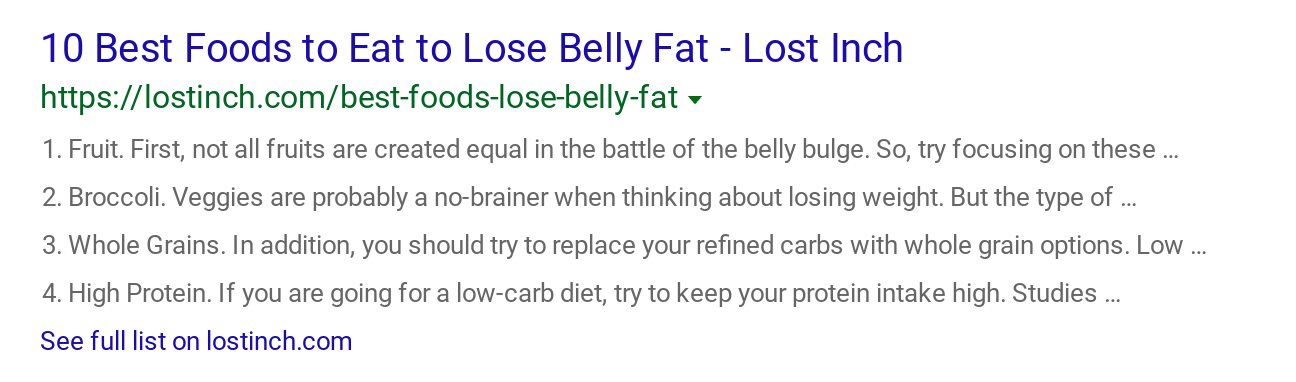 10 Best Foods to Eat to Lose Belly Fat - Lost Inch
https://lostinch.com/best-foods-lose-belly-fat
1. Fruit. First, not all fruits are created equal in the battle of the belly bulge. So, try focusing on these ...
2. Broccoli. Veggies are probably a no-brainer when thinking about losing weight. But the type of ...
3. Whole Grains. In addition, you should try to replace your refined carbs with whole grain options. Low ...
4. High Protein. If you are going for a low-carb diet, try to keep your protein intake high. Studies ...
See full list on lostinch.com